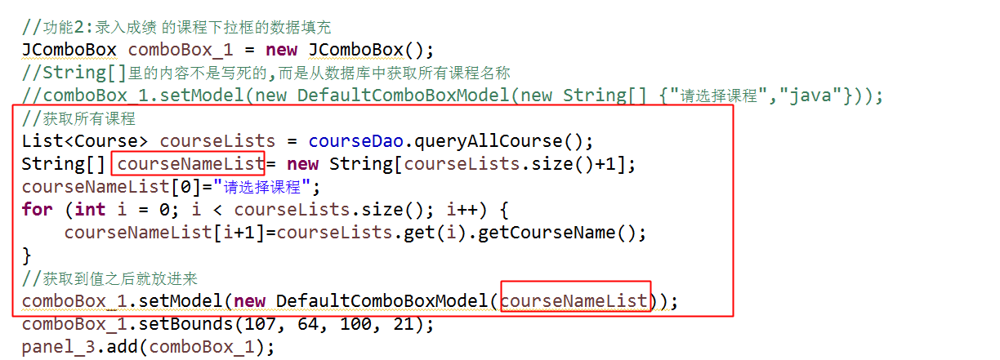 //功能2:录入成绩 的课程下拉框的数据填充
JComboBox comboBox_1 = new JComboBox();
//String[]里的内容不是写死的,而是从数据库中获取所有课程名称
//comboBox_1.setModel(new DefaultComboBoxModel(new String[] {"请选择课程","java"}));
//获取所有课程
List<Course> courseLists = courseDao.queryAllCourse();
String[] courseNameList= new String[courseLists.size()+1];
courseNameList[0]="请选择课程";
for (int i = 0; i < courseLists.size(); i++) {
    courseNameList[i+1]=courseLists.get(i).getCourseName();
}
//获取到值之后就放进来
comboBox_1.setModel(new DefaultComboBoxModel(courseNameList));
comboBox_1.setBounds(107, 64, 100, 21);
panel_3.add(comboBox_1);